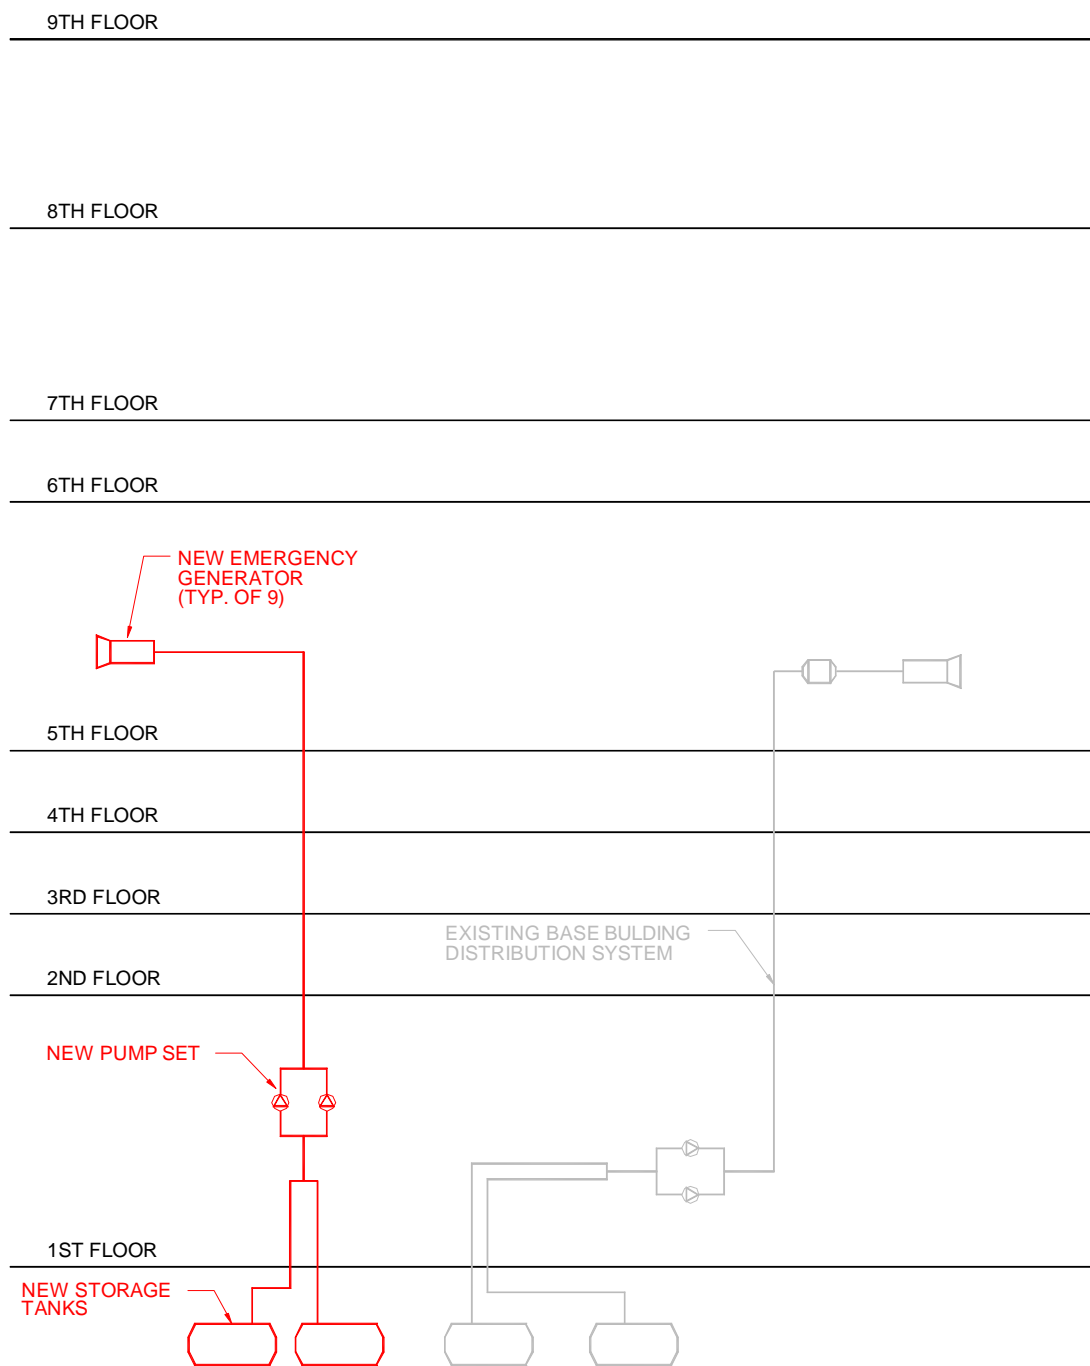 9TH FLOOR
8TH FLOOR
7TH FLOOR
6TH FLOOR
NEW EMERGENCY
GENERATOR
(TYP. OF 9)
5TH FLOOR
4TH FLOOR
3RD FLOOR
EXISTING BASE BULDING
DISTRIBUTION SYSTEM
2ND FLOOR
NEW PUMP SET
1ST FLOOR
NEW STORAGE
TANKS